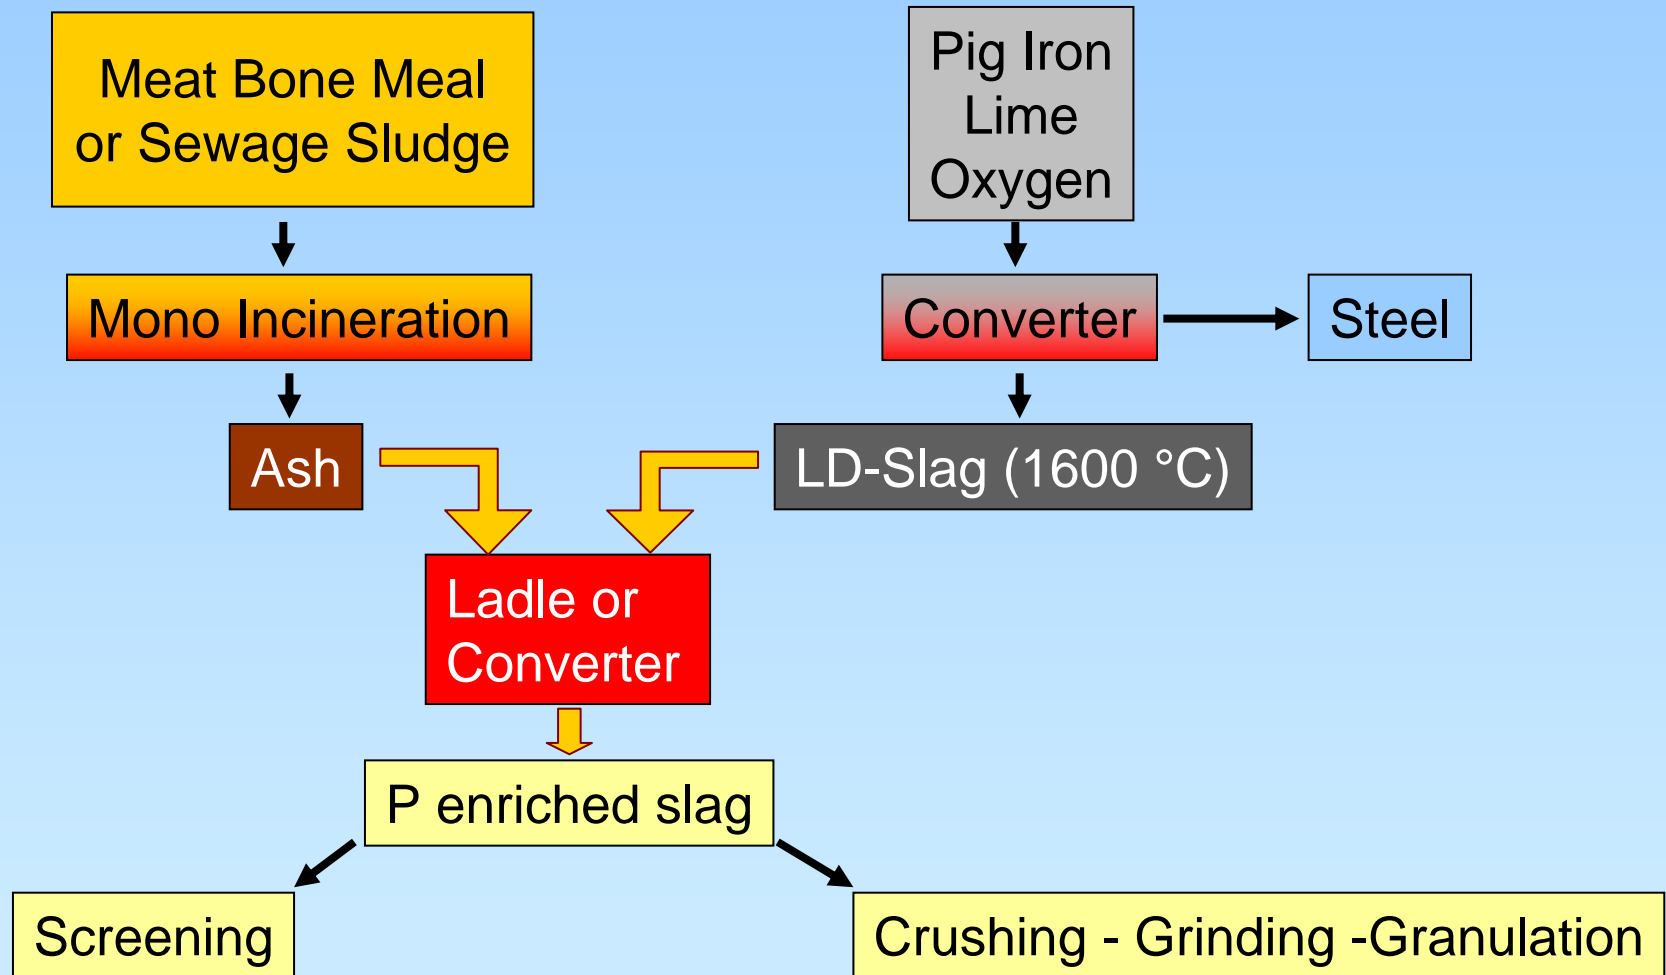 Meat Bone Meal
or Sewage Sludge
Pig Iron
Lime
Oxygen
Mono Incineration
Converter
Steel
Ash
LD-Slag (1600 °C)
Ladle or
Converter
P enriched slag
Screening
Crushing - Grinding -Granulation